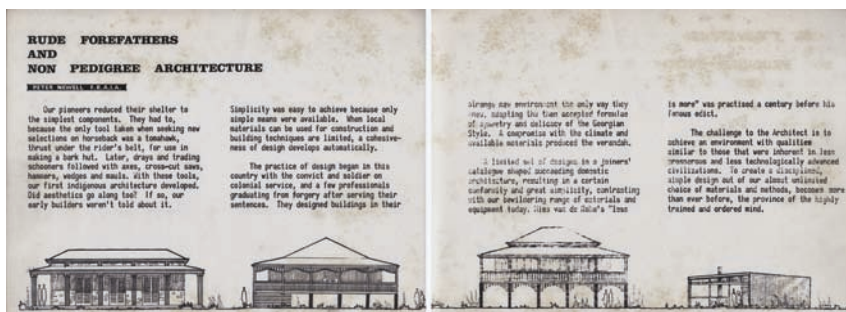 RUDE FOREFATHERS
AND
NON PEDIGREE ARCHITECTURE
PETER NEWELL F.R.A.I.A.
Our pioneers reduced their shelter to
the simplest components. They had to,
because the only tool taken when seeking new
selections on horseback was a tomahawk,
thrust under the rider's belt, for use in
making a bark hut. Later, drays and trading
schooners followed with axes, cross-cut saws,
hammers, wedges and mauls. With these tools,
our first indigenous architecture developed.
Did aesthetics go along too? If so, our
early builders weren't told about it.
Simplicity was easy to achieve because only
simple means were available. When local
materials can be used for construction and
building techniques are limited, a cohesive-
ness of design develops automatically.
The practice of design began in this
country with the convict and soldier on
colonial service, and a few professionals
graduating from forgery after serving their
sentences. They designed buildings in their
strange new environment the only way they
knew, adapting the then accepted formulae
of symmetry and delicacy of the Georgian
Style. A compromise with the climate and
available materials produced the verandah.
A limited set of designs in a joiners'
catalogue shaped succeeding domestic
architecture, resulting in a certain
conformity and great simplicity, contrasting
with our bewildering range of materials and
equipment today. Mies van de Rohe's "less
is more" was practised a century before his
famous edict.
The challenge to the Architect is to
achieve an environment with qualities
similar to those that were inherent in less
prosperous and less technologically advanced
civilizations. To create a disciplined,
simple design out of our almost unlimited
choice of materials and methods, becomes more
than ever before, the province of the highly
trained and ordered mind.